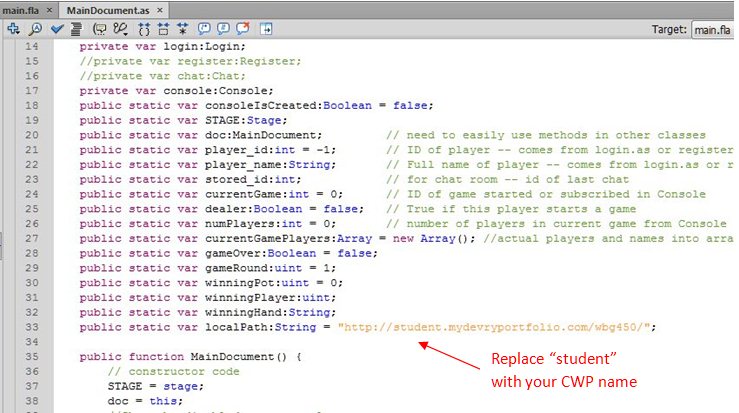 main.fla × MainDocument.as ×
Target: main.fla
14 private var login:Login;
15 //private var register:Register;
16 //private var chat:Chat;
17 private var console:Console;
18 public static var consoleIsCreated:Boolean = false;
19 public static var STAGE:Stage;
20 public static var doc:MainDocument; // need to easily use methods in other classes
21 public static var player_id:int = -1; // ID of player -- comes from login.as or register
22 public static var player_name:String; // Full name of player -- comes from login.as or r
23 public static var stored_id:int; // for chat room -- id of last chat
24 public static var currentGame:int = 0; // ID of game started or subscribed in Console
25 public static var dealer:Boolean = false; // True if this player starts a game
26 public static var numPlayers:int = 0; // number of players in current game from Console
27 public static var currentGamePlayers:Array = new Array(); //actual players and names into arra
28 public static var gameOver:Boolean = false;
29 public static var gameRound:uint = 1;
30 public static var winningPot:uint = 0;
31 public static var winningPlayer:uint;
32 public static var winningHand:String;
33 public static var localPath:String = "http://student.mydevryportfolio.com/wbg450/";
34
35 public function MainDocument() {
36 // constructor code
37 STAGE = stage;
38 doc = this;
Replace “student”
with your CWP name